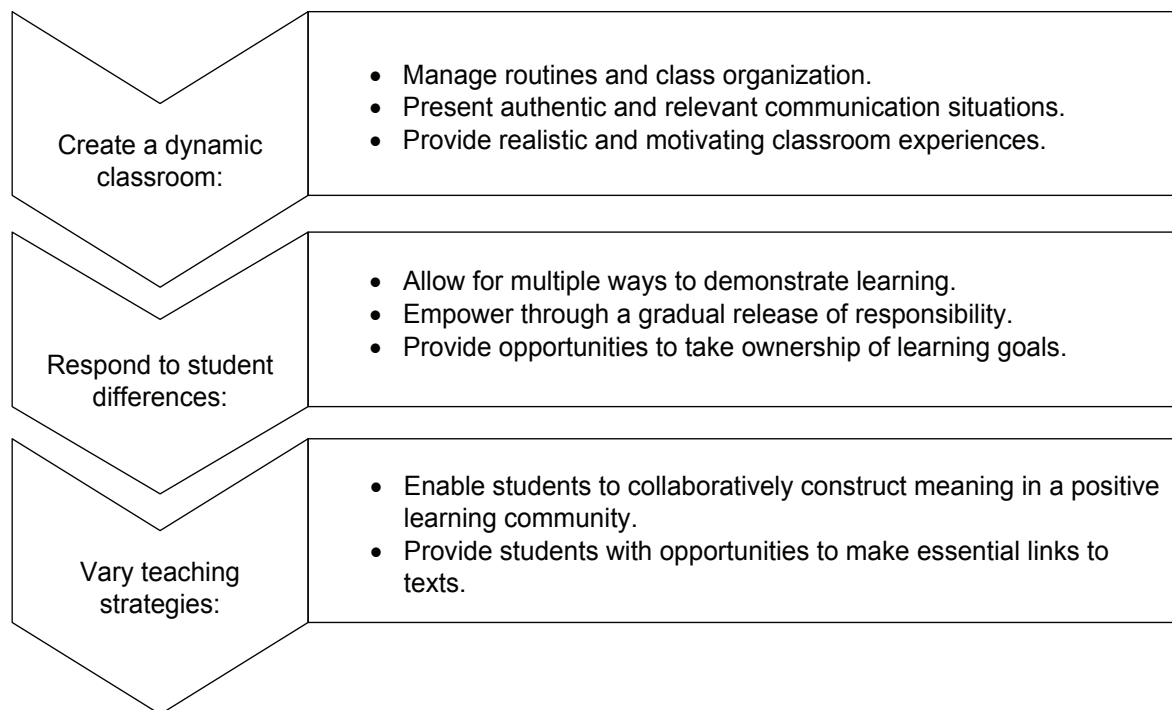 Create a dynamic
classroom:
• Manage routines and class organization.
• Present authentic and relevant communication situations.
• Provide realistic and motivating classroom experiences.
Respond to student
differences:
• Allow for multiple ways to demonstrate learning.
• Empower through a gradual release of responsibility.
• Provide opportunities to take ownership of learning goals.
Vary teaching
strategies:
• Enable students to collaboratively construct meaning in a positive
learning community.
• Provide students with opportunities to make essential links to
texts.